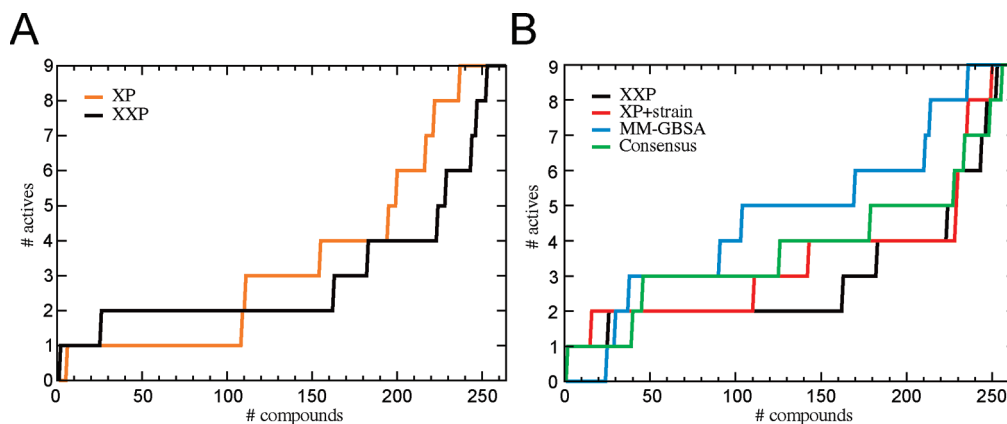 A
9
8
7
6
5
4
3
2
1
0
# actives
XP
XXP
0 50 100 150 200 250
# compounds
B
9
8
7
6
5
4
3
2
1
0
# actives
XXP
XP+strain
MM-GBSA
Consensus
0 50 100 150 200 250
# compounds